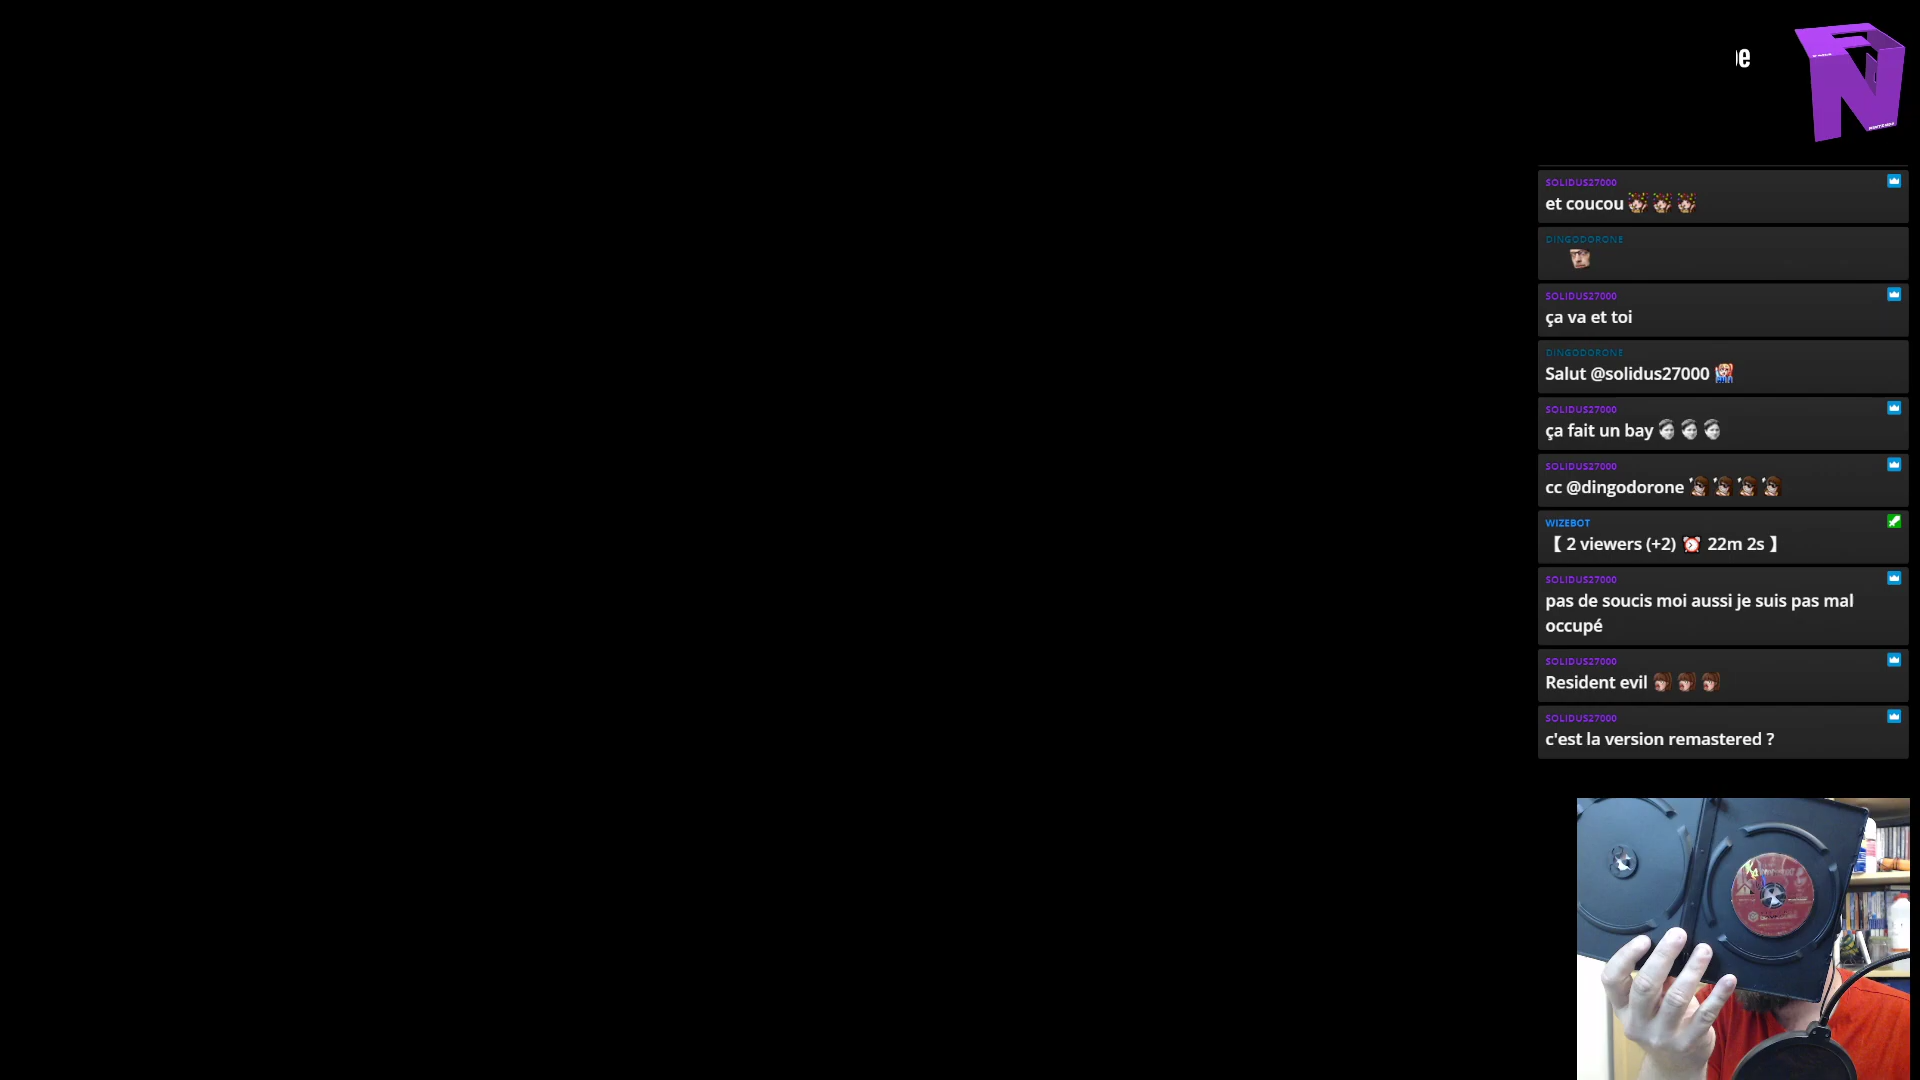 SOLIDUS27000
et coucou
DINGODORONE
SOLIDUS27000
ça va et toi
DINGODORONE
Salut @solidus27000
SOLIDUS27000
ça fait un bay
SOLIDUS27000
cc @dingodorone
WIZEBOT
【 2 viewers (+2) ⏰ 22m 2s 】
SOLIDUS27000
pas de soucis moi aussi je suis pas mal
occupé
SOLIDUS27000
Resident evil
SOLIDUS27000
c'est la version remastered ?